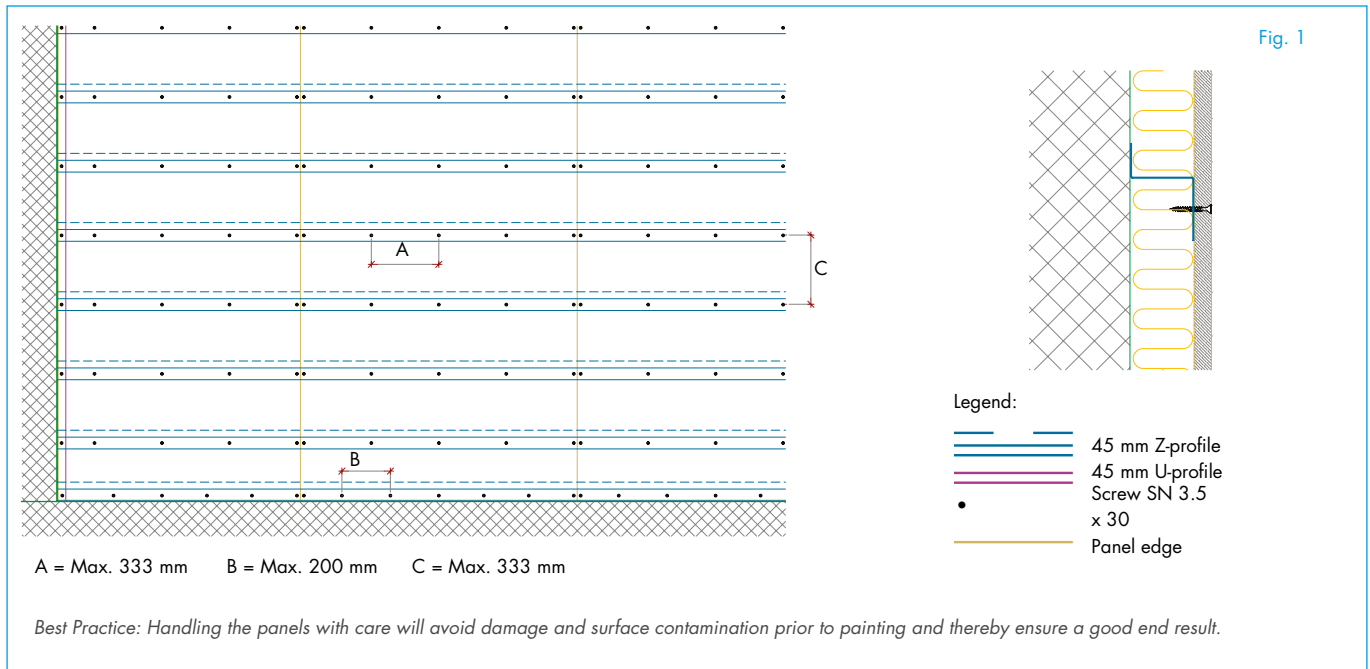 Fig. 1
A
C
B
Legend:
45 mm Z-profile
45 mm U-profile
Screw SN 3.5
x 30
Panel edge
A = Max. 333 mm B = Max. 200 mm C = Max. 333 mm
Best Practice: Handling the panels with care will avoid damage and surface contamination prior to painting and thereby ensure a good end result.